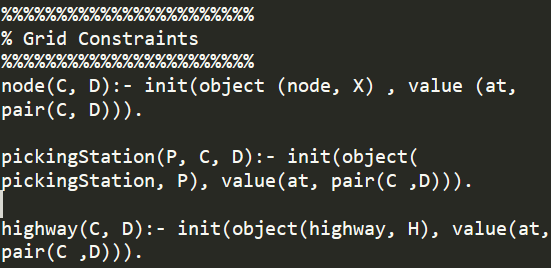 %%%%%%%%%%%%%%%%%%%%%%%
% Grid Constraints
%%%%%%%%%%%%%%%%%%%%%%%
node(C, D):- init(object (node, X) , value (at,
pair(C, D))).
pickingStation(P, C, D):- init(object(
pickingStation, P), value(at, pair(C ,D))).
highway(C, D):- init(object(highway, H), value(at,
pair(C ,D))).